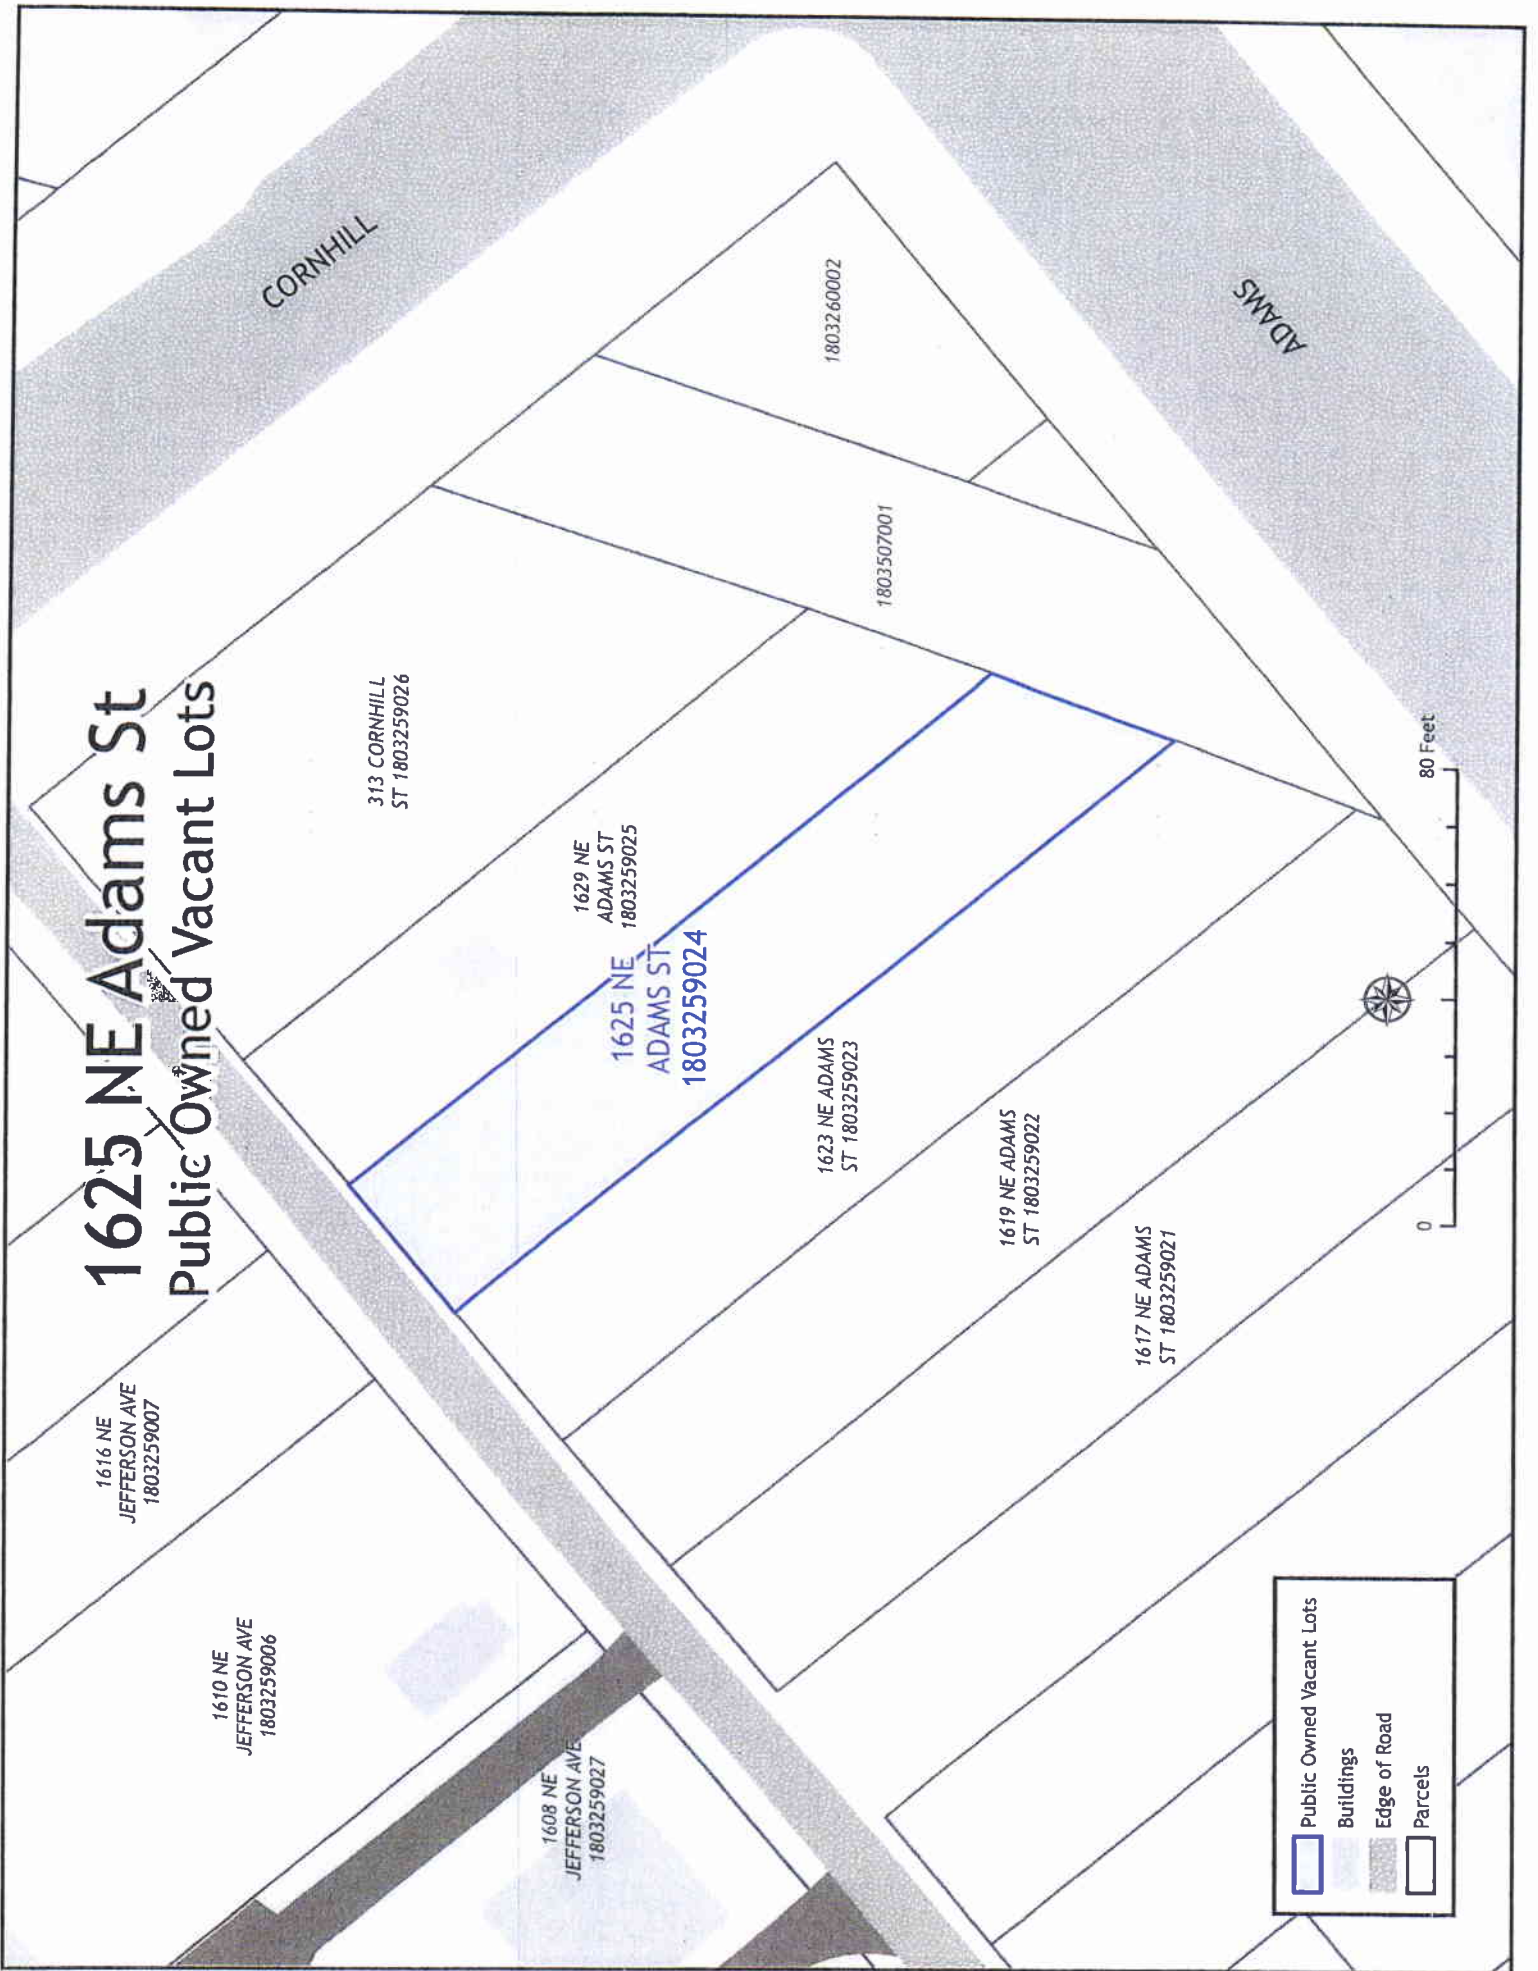 1625 NE Adams St
Public Owned Vacant Lots
CORNHILL
ADAMS
1616 NE
JEFFERSON AVE
1803259007
1610 NE
JEFFERSON AVE
1803259006
1608 NE
JEFFERSON AVE
1803259027
313 CORNHILL
ST 1803259026
1629 NE
ADAMS ST
1803259025
1625 NE
ADAMS ST
1803259024
1623 NE ADAMS
ST 1803259023
1619 NE ADAMS
ST 1803259022
1617 NE ADAMS
ST 1803259021
1803260002
1803507001
Public Owned Vacant Lots
Buildings
Edge of Road
Parcels
0
80 Feet